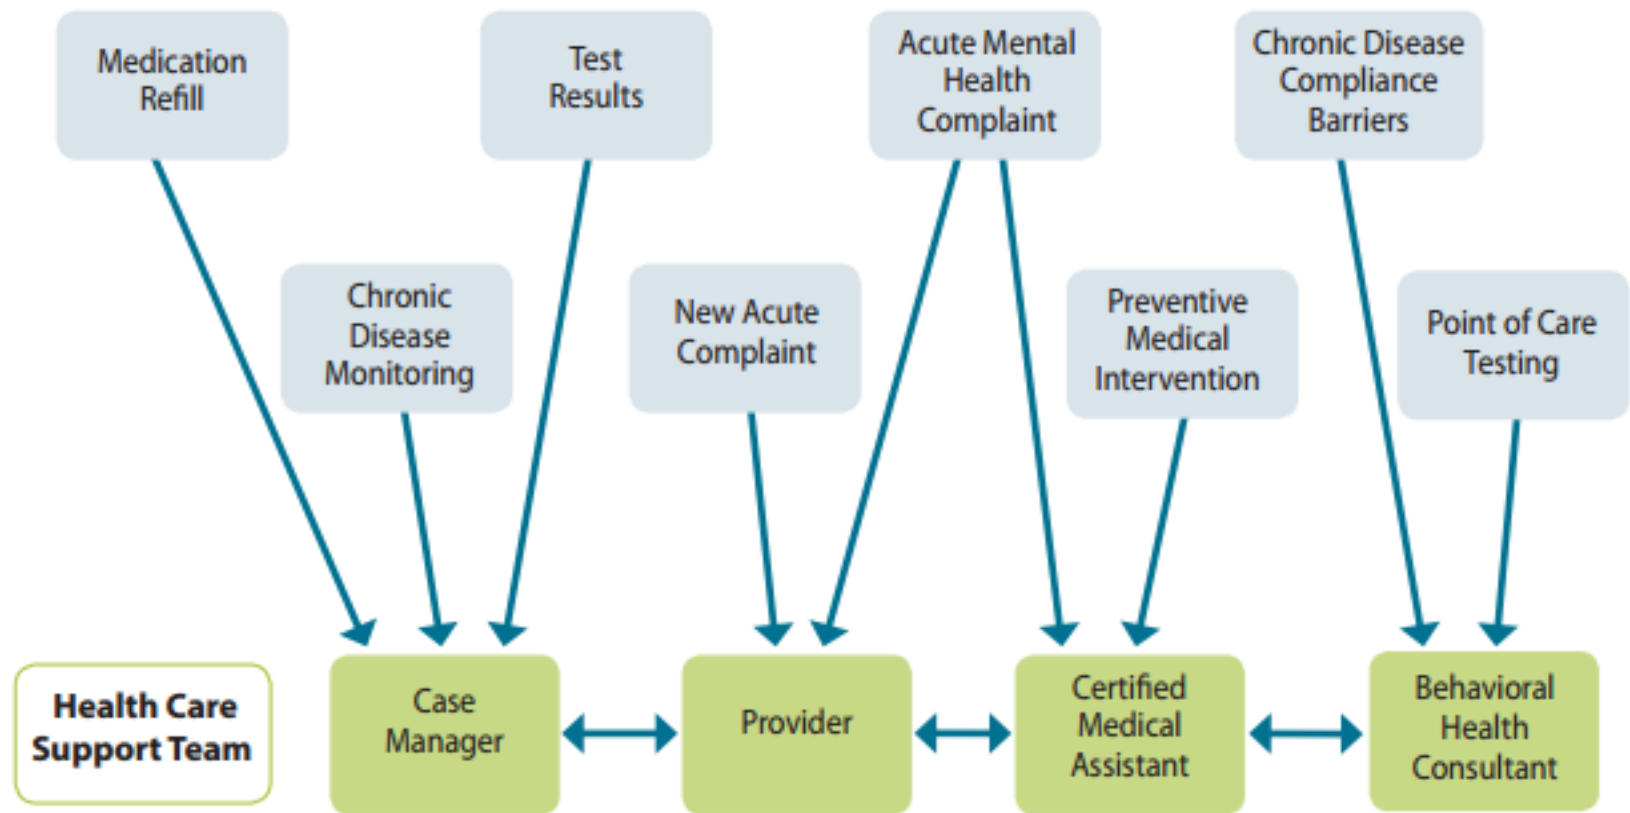 Medication
Refill
Test
Results
Acute Mental
Health
Complaint
Chronic Disease
Compliance
Barriers
Chronic
Disease
Monitoring
New Acute
Complaint
Preventive
Medical
Intervention
Point of Care
Testing
Health Care
Support Team
Case
Manager
Provider
Certified
Medical
Assistant
Behavioral
Health
Consultant